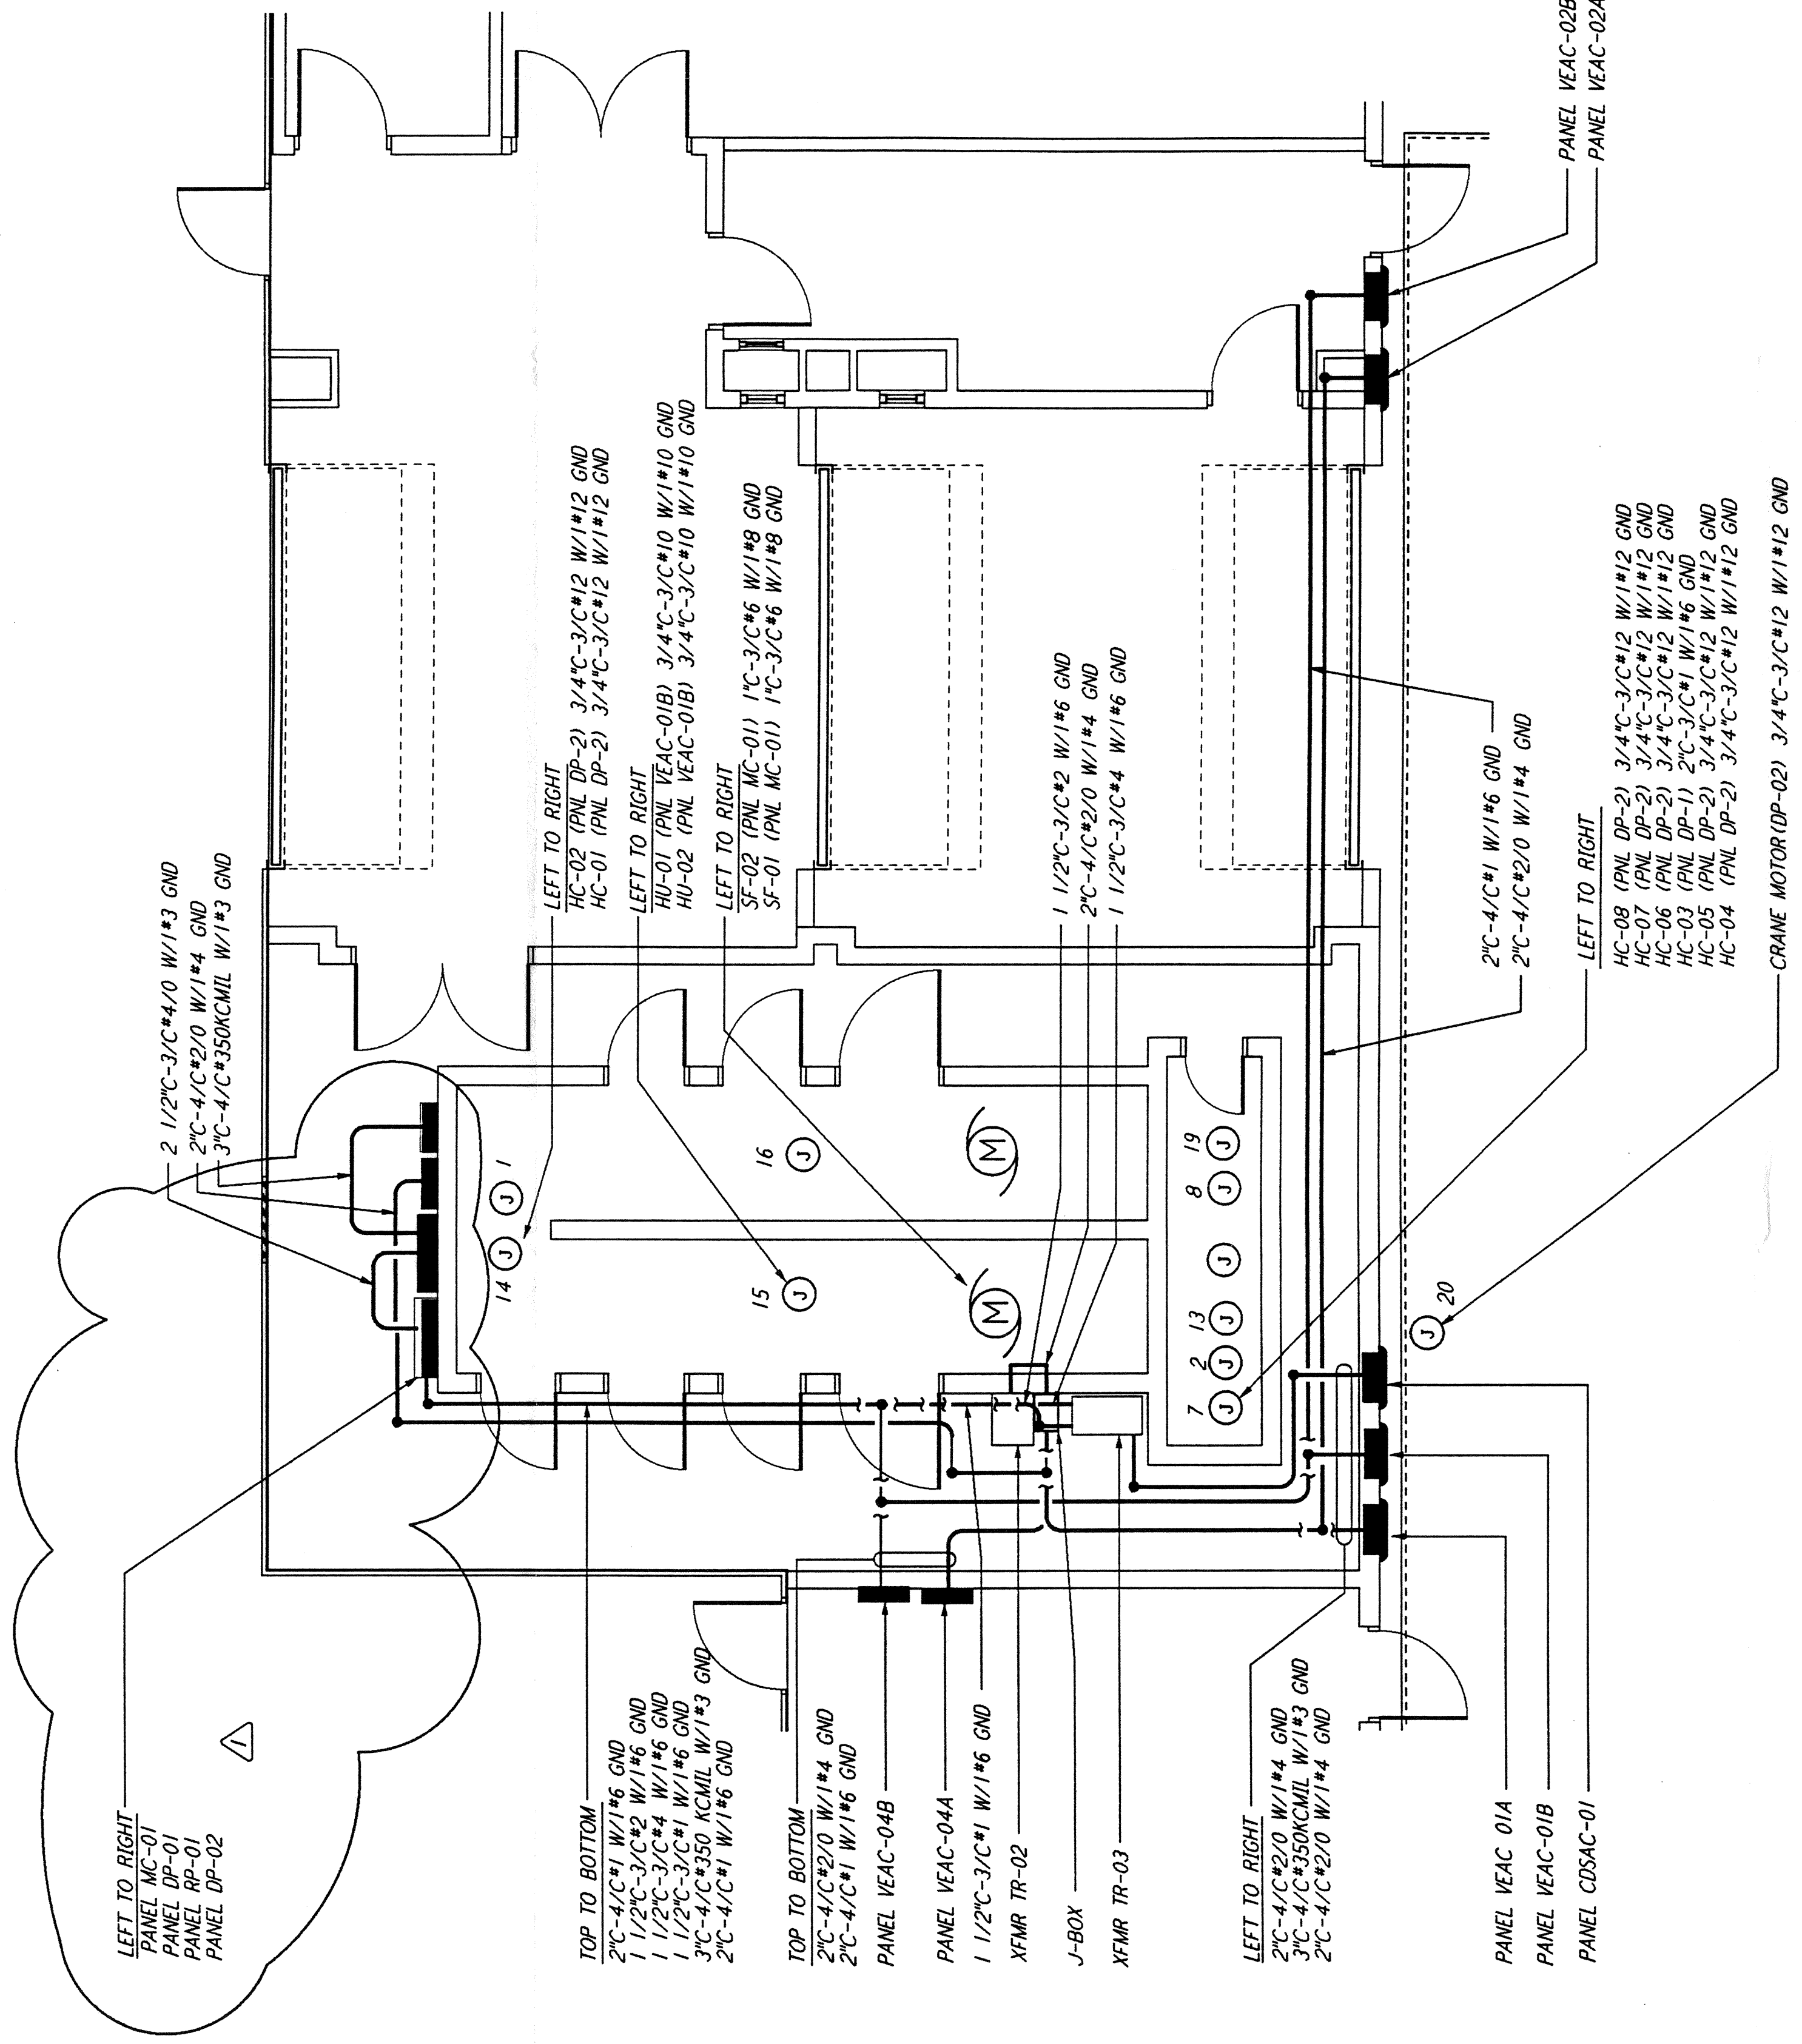 LEFT TO RIGHT
PANEL MC-01
PANEL DP-01
PANEL RP-01
PANEL DP-02
1
2 1/2"C-3/C#4/0 W/1#3 GND
2"C-4/C#2/0 W/1#4 GND
3"C-4/C#350KCMIL W/1#3 GND
14
J
J
1
LEFT TO RIGHT
HC-02 (PNL DP-2) 3/4"C-3/C#12 W/1#12 GND
HC-01 (PNL DP-2) 3/4"C-3/C#12 W/1#12 GND
LEFT TO RIGHT
HU-01 (PNL VEAC-01B) 3/4"C-3/C#10 W/1#10 GND
HU-02 (PNL VEAC-01B) 3/4"C-3/C#10 W/1#10 GND
LEFT TO RIGHT
SF-02 (PNL MC-01) 1"C-3/C#6 W/1#8 GND
SF-01 (PNL MC-01) 1"C-3/C#6 W/1#8 GND
TOP TO BOTTOM
2"C-4/C#1 W/1#6 GND
1 1/2"C-3/C#2 W/1#6 GND
1 1/2"C-3/C#4 W/1#6 GND
1 1/2"C-3/C#1 W/1#6 GND
3"C-4/C#350 KCMIL W/1#3 GND
2"C-4/C#1 W/1#6 GND
15
J
16
J
TOP TO BOTTOM
2"C-4/C#2/0 W/1#4 GND
2"C-4/C#1 W/1#6 GND
PANEL VEAC-04B
PANEL VEAC-04A
1 1/2"C-3/C#1 W/1#6 GND
XFMR TR-02
J-BOX
XFMR TR-03
M
M
1 1/2"C-3/C#2 W/1#6 GND
2"C-4/C#2/0 W/1#4 GND
1 1/2"C-3/C#4 W/1#6 GND
7
J
2
J
13
J
J
8
J
19
J
LEFT TO RIGHT
2"C-4/C#2/0 W/1#4 GND
3"C-4/C#350KCMIL W/1#3 GND
2"C-4/C#2/0 W/1#4 GND
J
20
PANEL VEAC 01A
PANEL VEAC-01B
PANEL CDSAC-01
2"C-4/C#1 W/1#6 GND
2"C-4/C#2/0 W/1#4 GND
PANEL VEAC-02B
PANEL VEAC-02A
LEFT TO RIGHT
HC-08 (PNL DP-2) 3/4"C-3/C#12 W/1#12 GND
HC-07 (PNL DP-2) 3/4"C-3/C#12 W/1#12 GND
HC-06 (PNL DP-2) 3/4"C-3/C#12 W/1#12 GND
HC-03 (PNL DP-1) 2"C-3/C#1 W/1#6 GND
HC-05 (PNL DP-2) 3/4"C-3/C#12 W/1#12 GND
HC-04 (PNL DP-2) 3/4"C-3/C#12 W/1#12 GND
CRANE MOTOR(DP-02) 3/4"C-3/C#12 W/1#12 GND